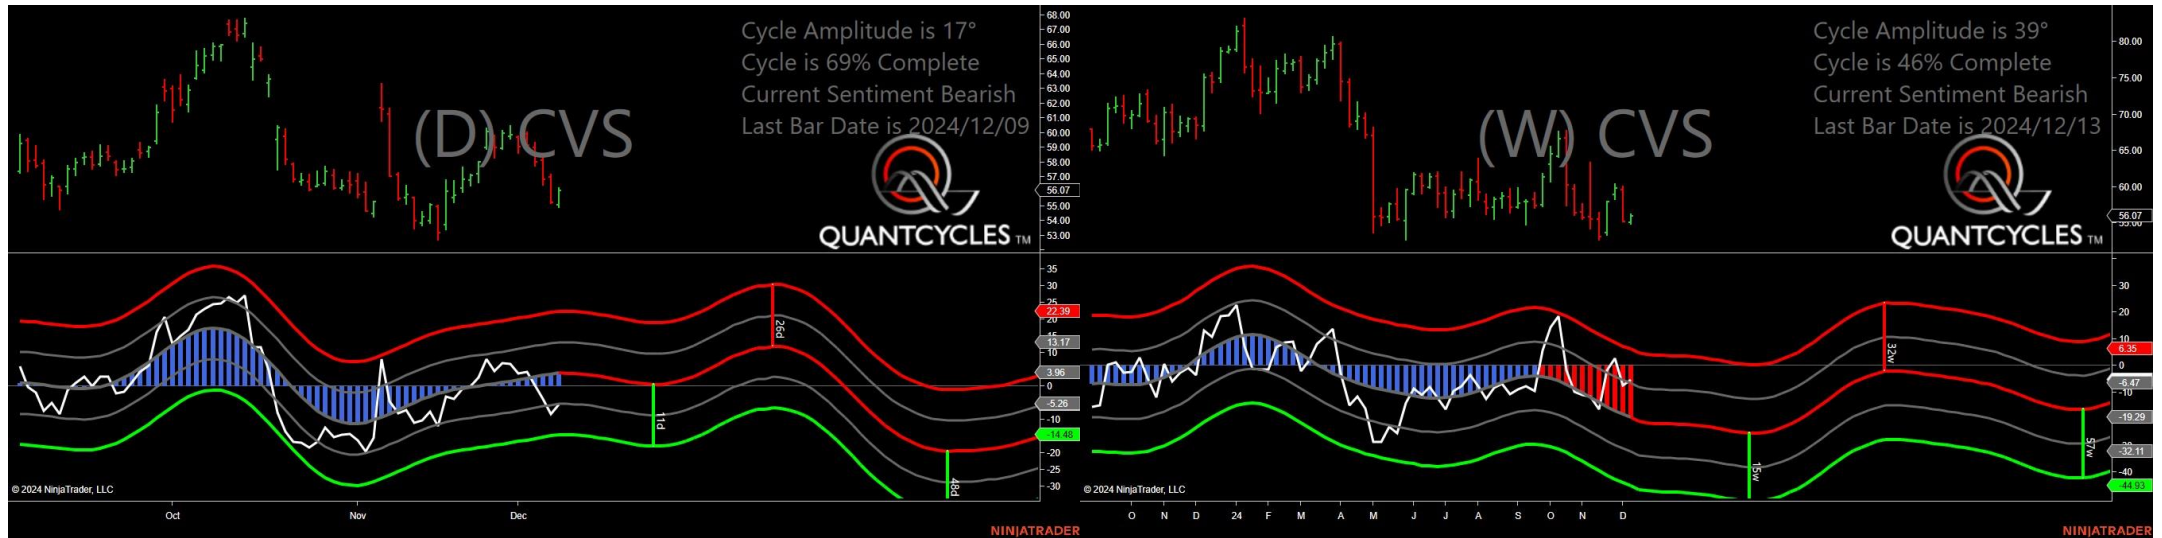 Cycle Amplitude is 17°
Cycle is 69% Complete
Current Sentiment Bearish
Last Bar Date is 2024/12/09
(D) CVS
QUANTCYCLES TM
68.00
67.00
66.00
65.00
64.00
63.00
62.00
61.00
60.00
59.00
58.00
57.00
56.07
55.00
54.00
53.00
35
30
25
22.39
20
15
13.17
10
3.96
0
-5.26
-10
-14.48
-20
-25
-30
26d
11d
48d
© 2024 NinjaTrader, LLC
Oct Nov Dec
NINJATRADER
Cycle Amplitude is 39°
Cycle is 46% Complete
Current Sentiment Bearish
Last Bar Date is 2024/12/13
(W) CVS
QUANTCYCLES TM
80.00
75.00
70.00
65.00
60.00
56.07
55.00
30
20
10
6.35
0
-6.47
-10
-19.29
-30
-32.11
-40
-44.93
32w
15w
57w
© 2024 NinjaTrader, LLC
O N D 24 F M A M J J A S O N D
NINJATRADER